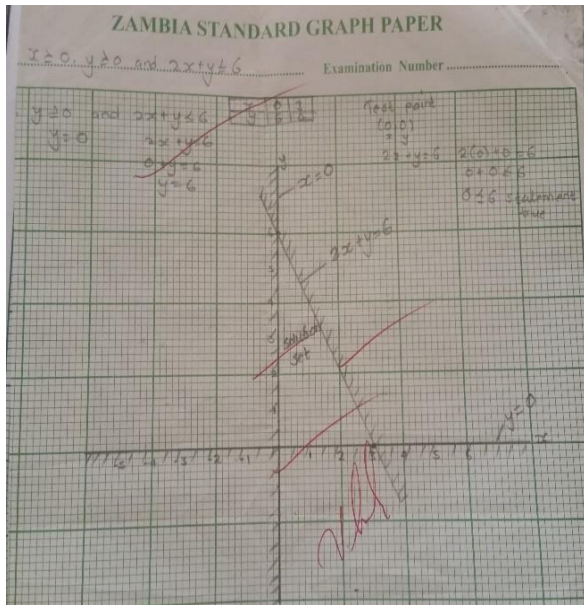 ZAMBIA STANDARD GRAPH PAPER
x ≥ 0, y ≥ 0 and 2x+y ≤ 6
Examination Number
y ≥ 0 and 2x+y ≤ 6
y = 0
2x + y = 6
0 + y = 6
y = 6
x 0 3
y 6 0
Test point
(0,0)
x y
2x+y=6
2(0)+0 ≤ 6
0+0 ≤ 6
0 ≤ 6 statement
true
y
x=0
2x+y=6
solution
set
y=0
x